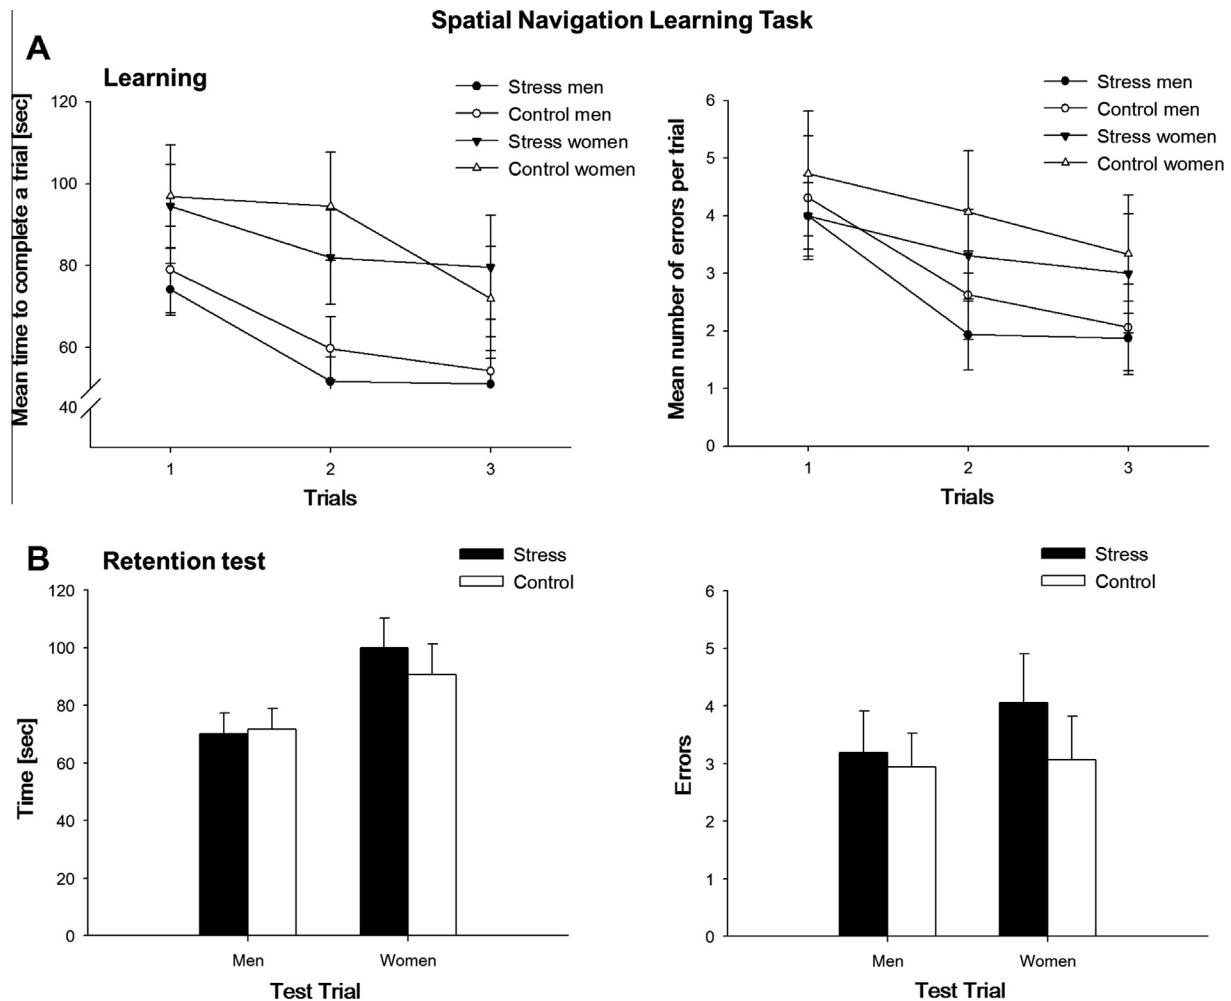 Spatial Navigation Learning Task
A
Learning
Mean time to complete a trial [sec]
120
100
80
60
40
1 2 3
Trials
Stress men
Control men
Stress women
Control women
Mean number of errors per trial
6
5
4
3
2
1
0
1 2 3
Trials
Stress men
Control men
Stress women
Control women
B
Retention test
Stress
Control
Time [sec]
120
100
80
60
40
20
0
Men Women
Test Trial
Stress
Control
Errors
6
5
4
3
2
1
0
Men Women
Test Trial